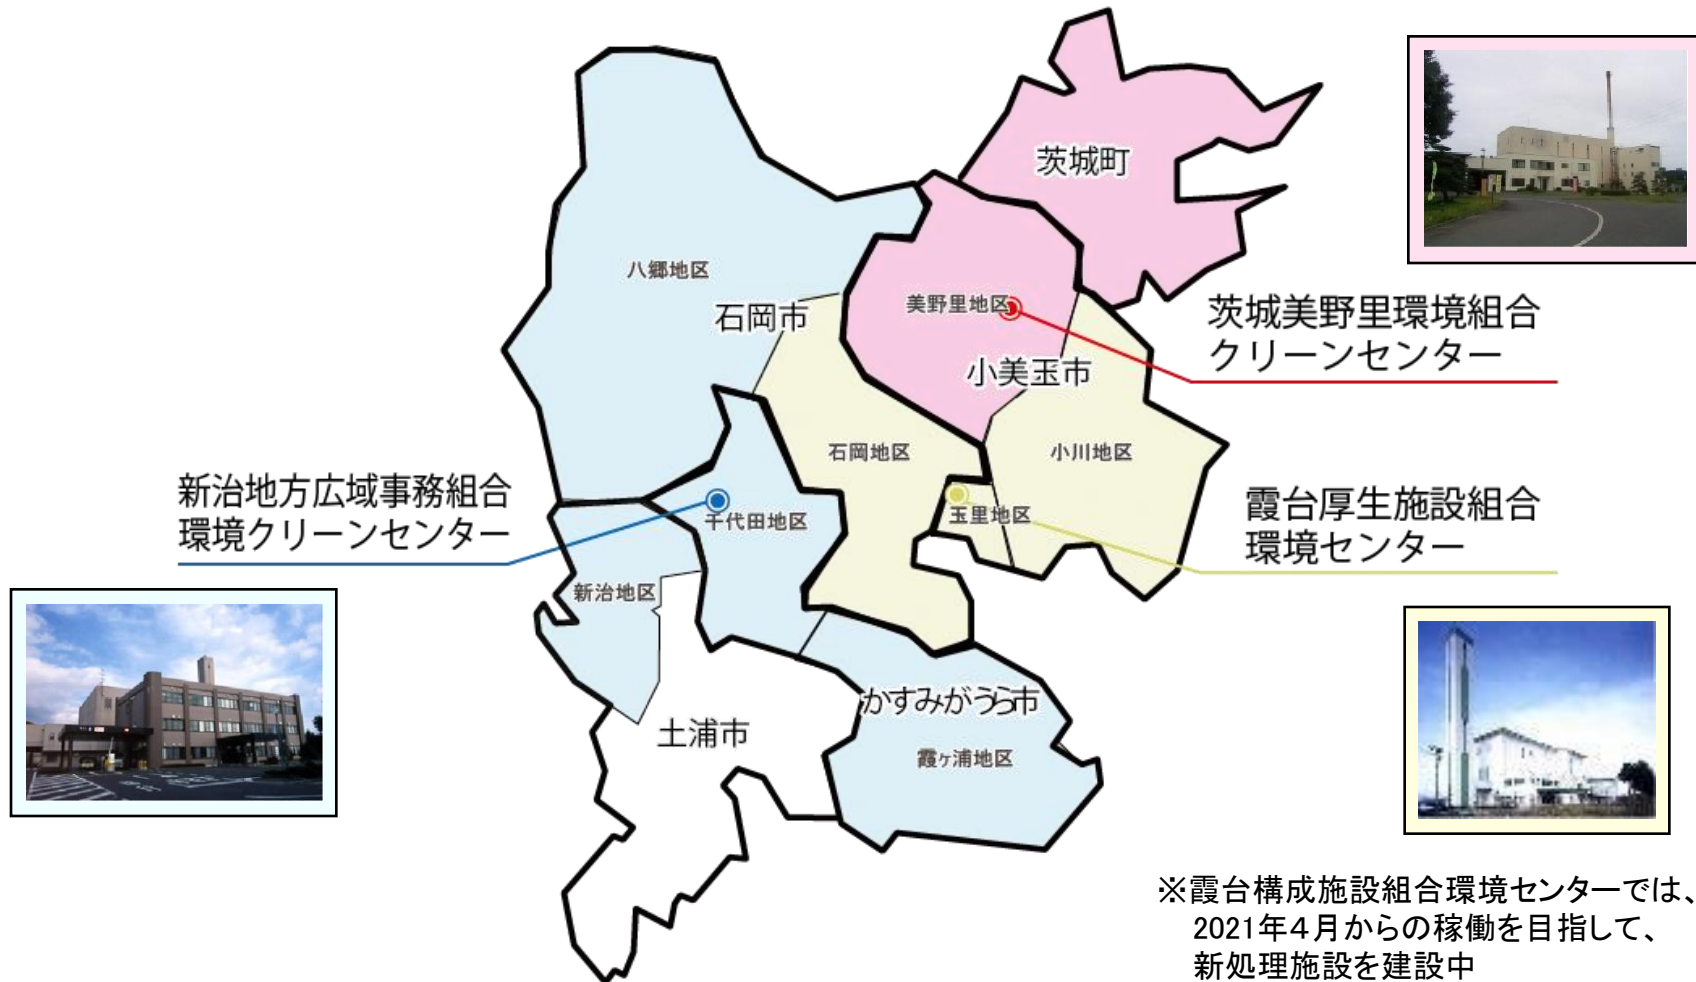 茨城町
八郷地区
美野里地区
石岡市
茨城美野里環境組合
クリーンセンター
小美玉市
石岡地区
小川地区
新治地方広域事務組合
環境クリーンセンター
千代田地区
玉里地区
霞台厚生施設組合
環境センター
新治地区
かすみがうら市
土浦市
霞ヶ浦地区
※霞台構成施設組合環境センターでは、
2021年4月からの稼働を目指して、
新処理施設を建設中